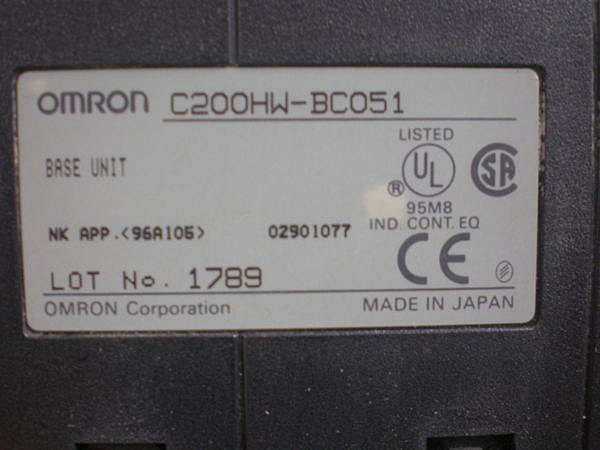 OMRON C200HW-BC051
LISTED
BASE UNIT
® UL SA
95M8
NK APP.<96A105> 02901077 IND. CONT. EQ
CE
LOT No. 1789
OMRON Corporation MADE IN JAPAN